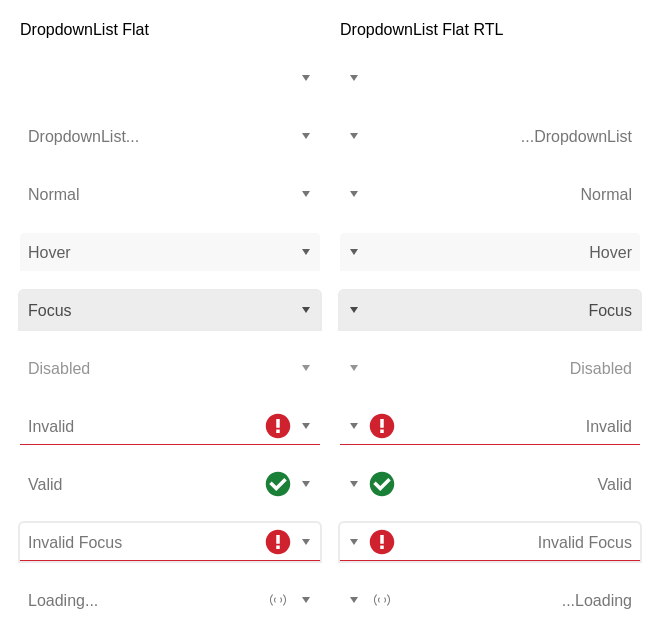 DropdownList Flat
DropdownList Flat RTL
DropdownList...
...DropdownList
Normal
Normal
Hover
Hover
Focus
Focus
Disabled
Disabled
Invalid
Invalid
Valid
Valid
Invalid Focus
Invalid Focus
Loading...
...Loading